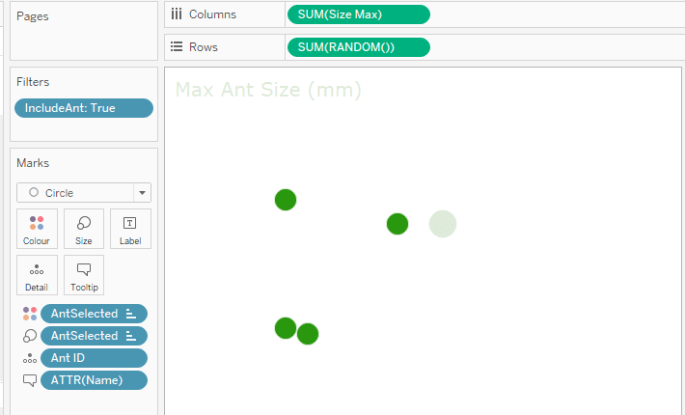 Pages
Columns
SUM(Size Max)
Rows
SUM(RANDOM())
Filters
IncludeAnt: True
Max Ant Size (mm)
Marks
Circle
Colour
Size
T
Label
Detail
Tooltip
AntSelected
AntSelected
Ant ID
ATTR(Name)